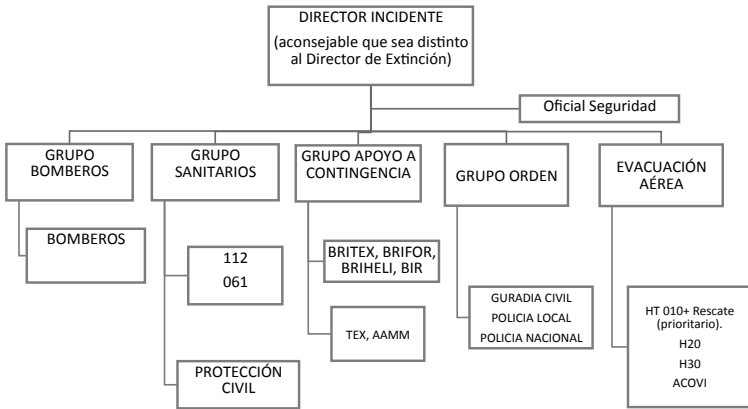 DIRECTOR INCIDENTE
(aconsejable que sea distinto
al Director de Extinción)
Oficial Seguridad
GRUPO
BOMBEROS
GRUPO
SANITARIOS
GRUPO APOYO A
CONTINGENCIA
GRUPO ORDEN
EVACUACIÓN
AÉREA
BOMBEROS
112
061
PROTECCIÓN
CIVIL
BRITEX, BRIFOR,
BRIHELI, BIR
TEX, AAMM
GURADIA CIVIL
POLICIA LOCAL
POLICIA NACIONAL
HT 010+ Rescate
(prioritario).
H20
H30
ACOVI